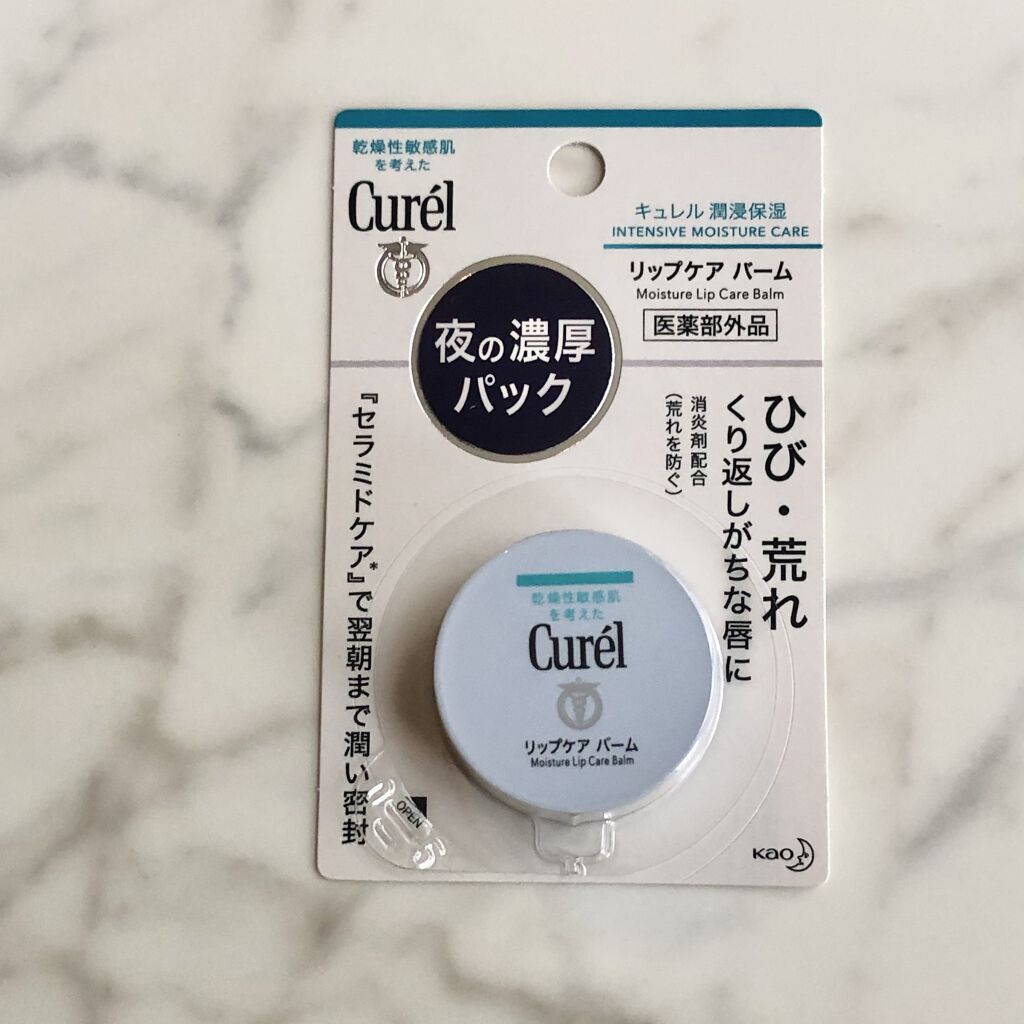 乾燥性敏感肌
を考えた
Curél
キュレル 潤浸保湿
INTENSIVE MOISTURE CARE
リップケア バーム
Moisture Lip Care Balm
医薬部外品
夜の濃厚
パック
ひび・荒れ
くり返しがちな唇に
消炎剤配合
(荒れを防ぐ)
『セラミドケア』*で翌朝まで潤い密封
乾燥性敏感肌
を考えた
Curél
リップケア バーム
Moisture Lip Care Balm
OPEN
Kao